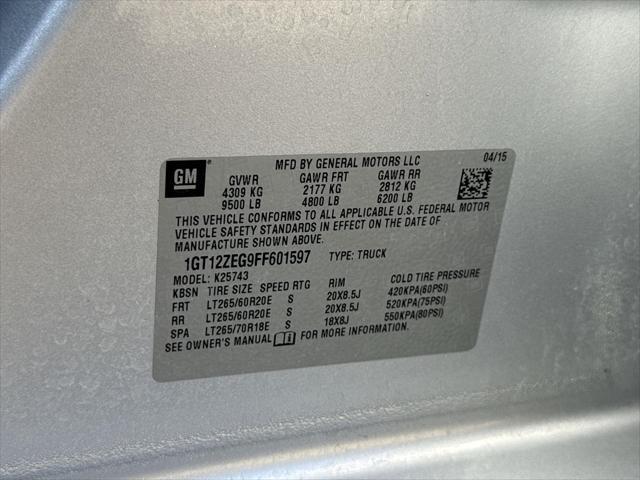 MFD BY GENERAL MOTORS LLC 04/15
GM
GVWR GAWR FRT GAWR RR
4309 KG 2177 KG 2812 KG
9500 LB 4800 LB 6200 LB
THIS VEHICLE CONFORMS TO ALL APPLICABLE U.S. FEDERAL MOTOR
VEHICLE SAFETY STANDARDS IN EFFECT ON THE DATE OF
MANUFACTURE SHOWN ABOVE.
1GT12ZEG9FF601597 TYPE: TRUCK
MODEL: K25743
KBSN TIRE SIZE SPEED RTG RIM COLD TIRE PRESSURE
FRT LT265/60R20E S 20X8.5J 420KPA(60PSI)
RR LT265/60R20E S 20X8.5J 520KPA(75PSI)
SPA LT265/70R18E S 18X8J 550KPA(80PSI)
SEE OWNER'S MANUAL FOR MORE INFORMATION.